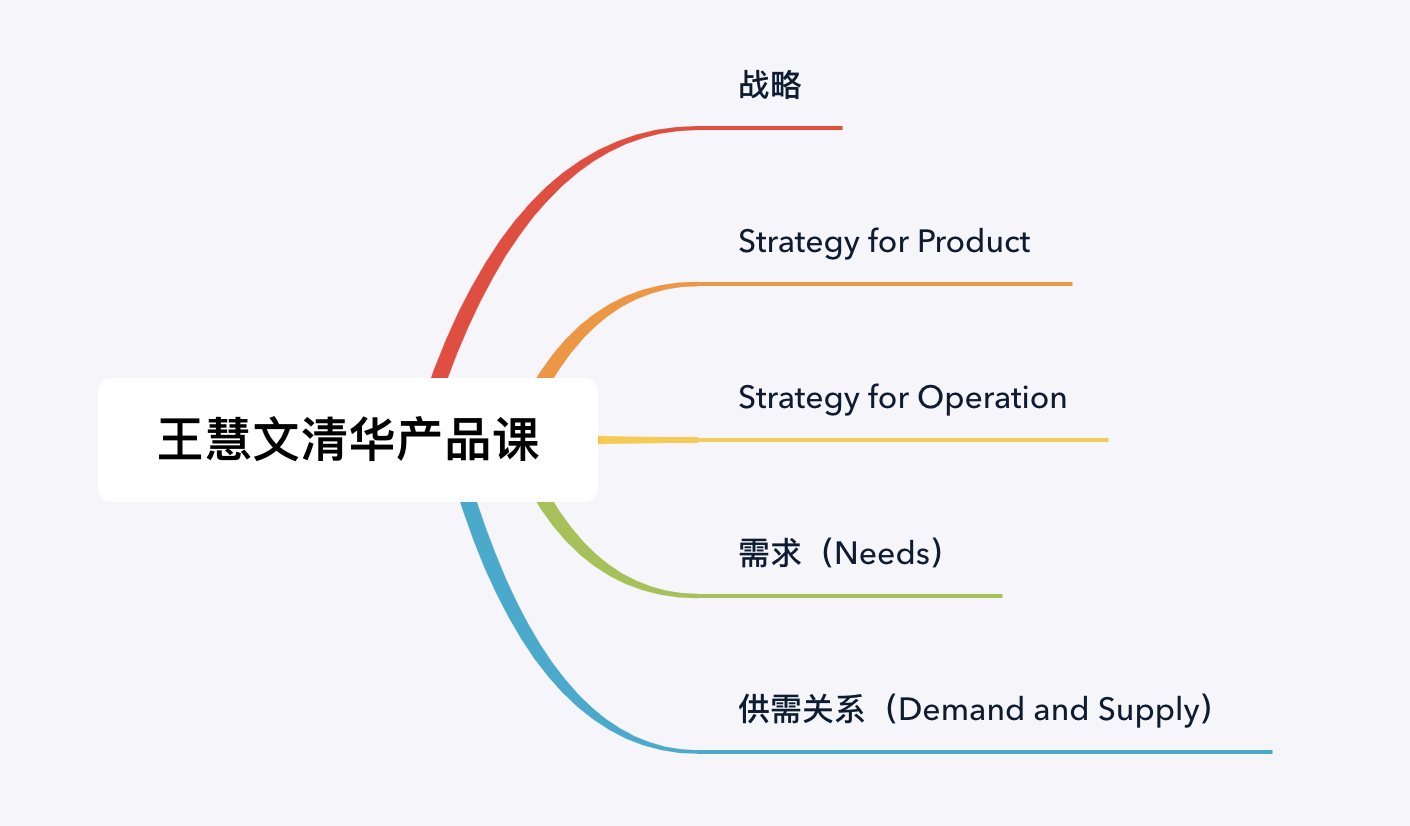 战略
Strategy for Product
Strategy for Operation
王慧文清华产品课
需求（Needs）
供需关系（Demand and Supply）